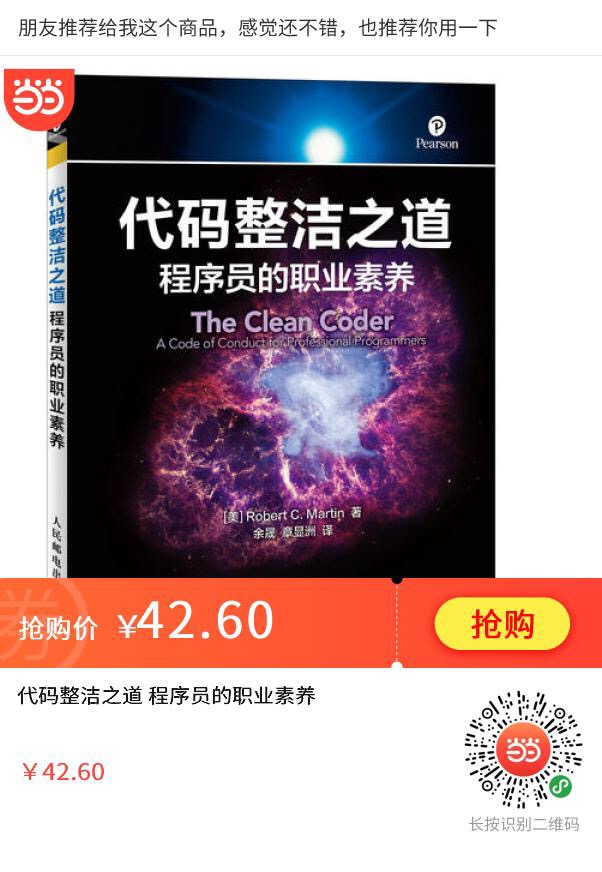 朋友推荐给我这个商品，感觉还不错，也推荐你用一下
当当
Pearson
代码整洁之道
程序员的职业素养
The Clean Coder
A Code of Conduct for Professional Programmers
[美] Robert C. Martin 著
余晟 章显洲 译
代码整洁之道 程序员的职业素养
人民邮电出
券
抢购价 ¥42.60
抢购
代码整洁之道 程序员的职业素养
¥42.60
当当
长按识别二维码